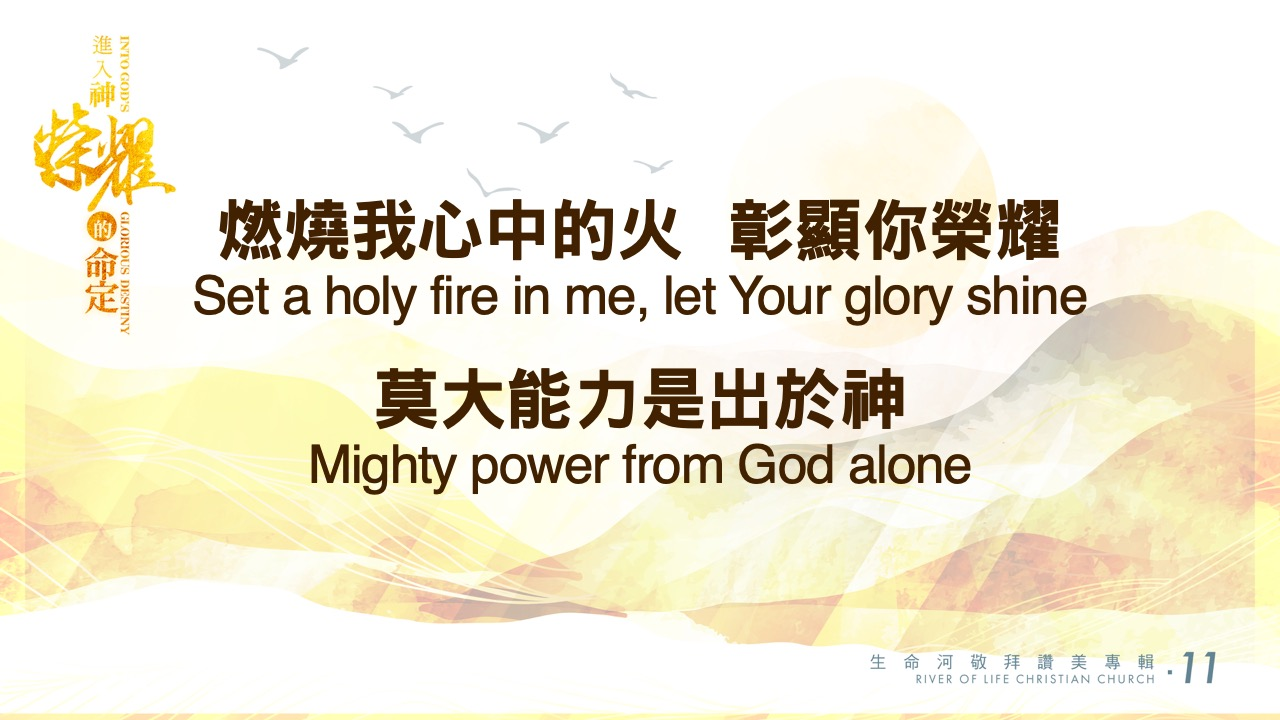 進入神
榮耀
的
命定
INTO GOD'S
GLORIOUS DESTINY
燃燒我心中的火 彰顯你榮耀
Set a holy fire in me, let Your glory shine
莫大能力是出於神
Mighty power from God alone
生命河敬拜讚美專輯
RIVER OF LIFE CHRISTIAN CHURCH
·11